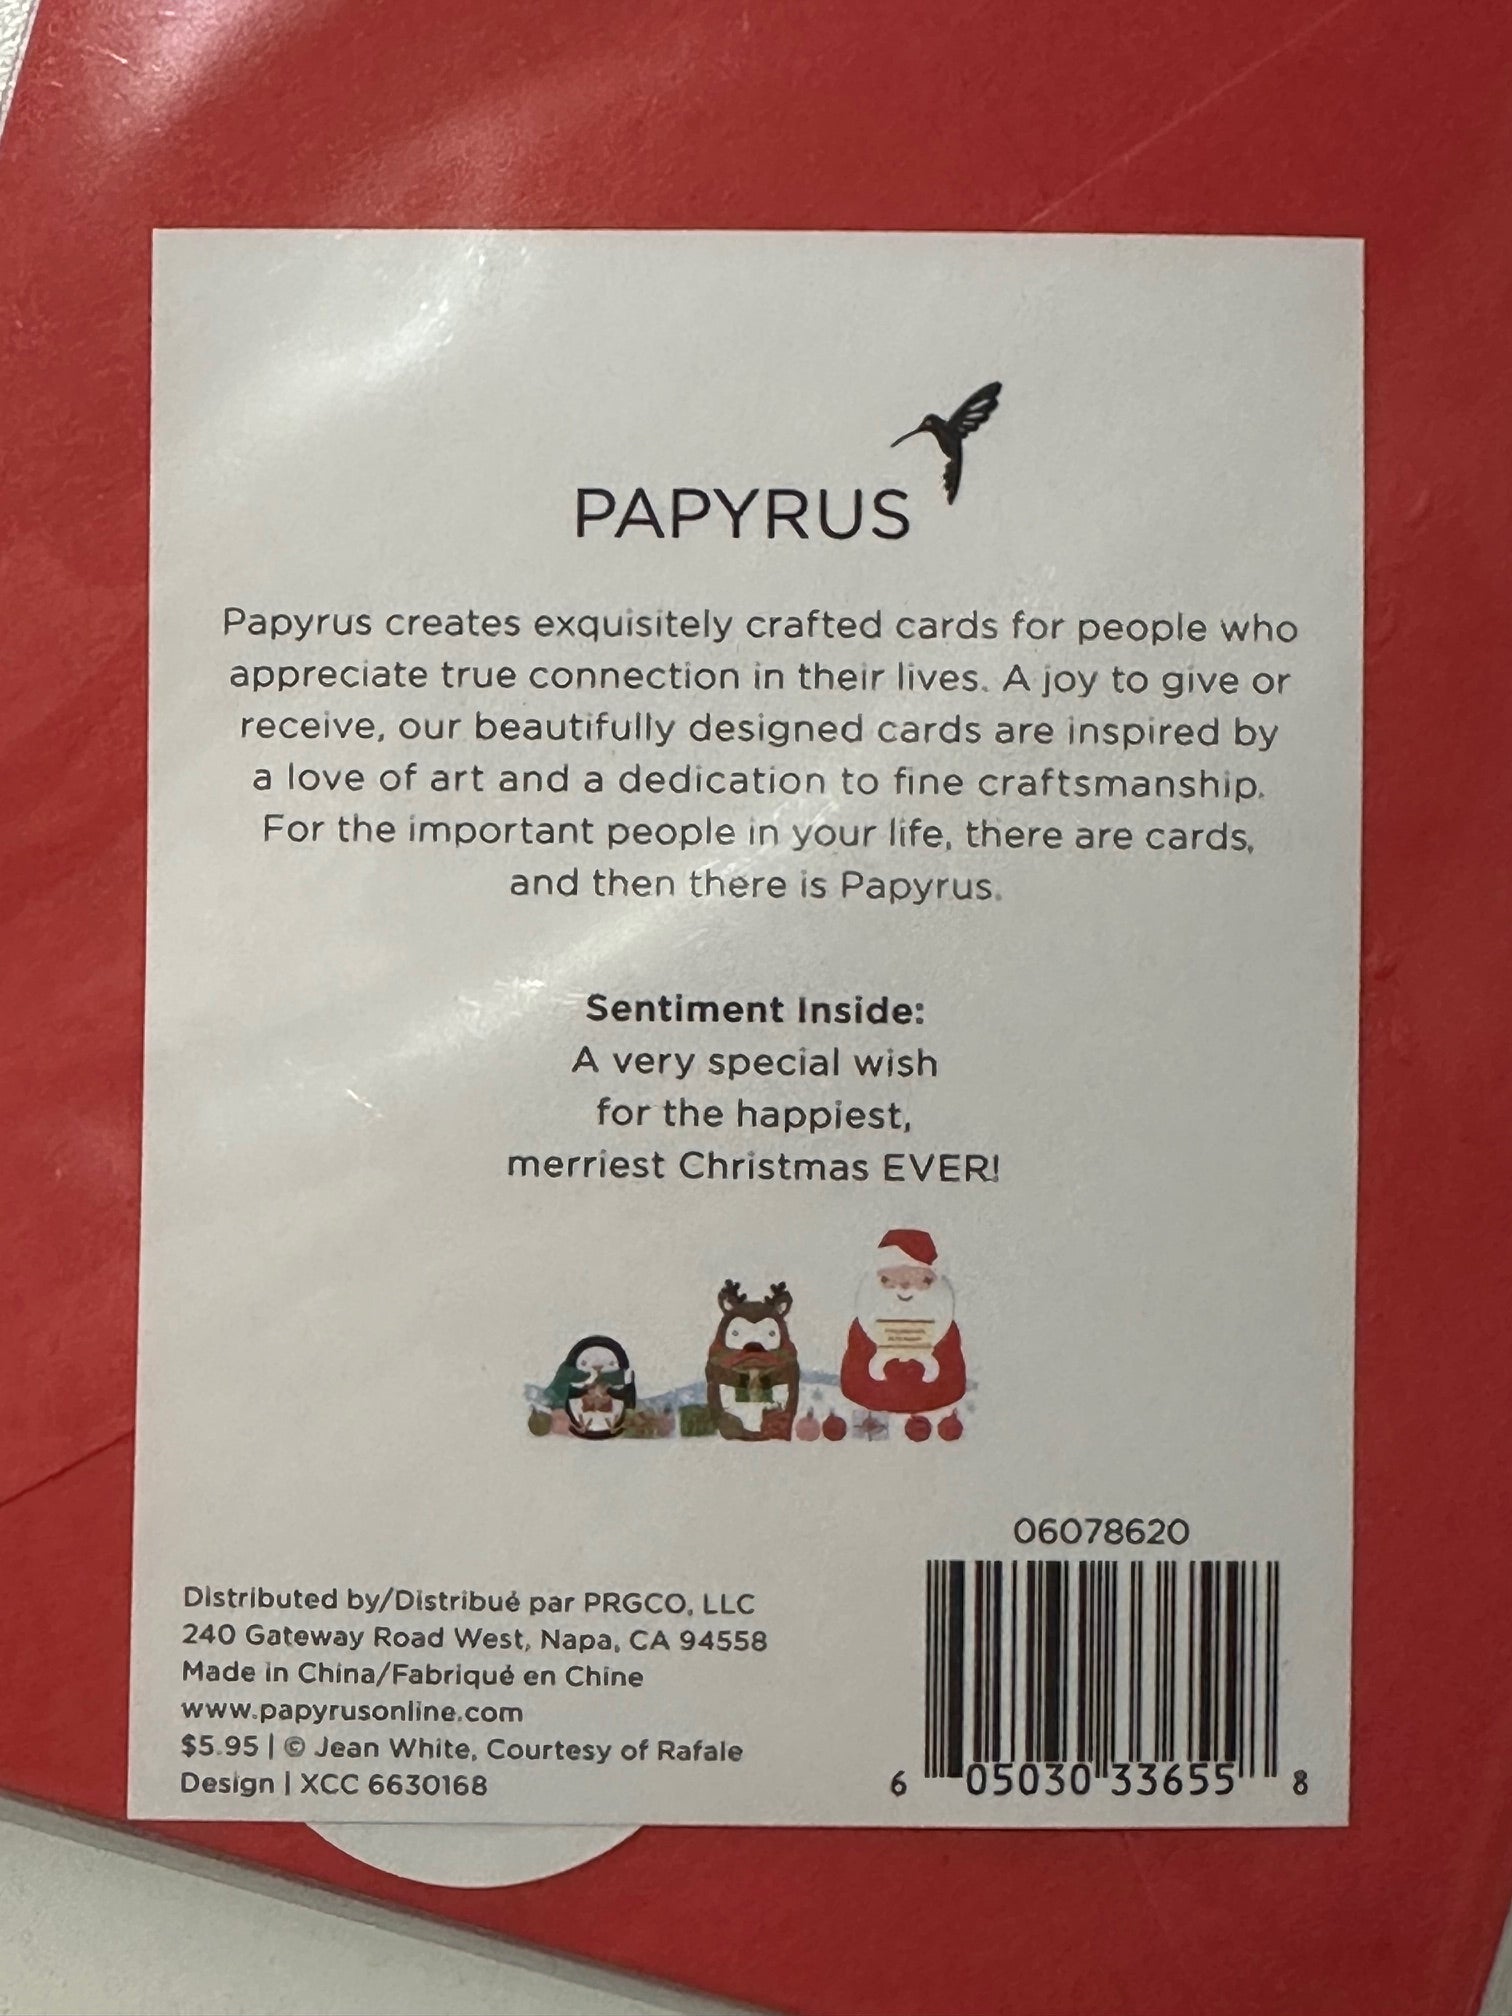 PAPYRUS
Papyrus creates exquisitely crafted cards for people who
appreciate true connection in their lives. A joy to give or
receive, our beautifully designed cards are inspired by
a love of art and a dedication to fine craftsmanship.
For the important people in your life, there are cards,
and then there is Papyrus.
Sentiment Inside:
A very special wish
for the happiest,
merriest Christmas EVER!
06078620
Distributed by/Distribué par PRGCO, LLC
240 Gateway Road West, Napa, CA 94558
Made in China/Fabriqué en Chine
www.papyrusonline.com
$5.95 | © Jean White, Courtesy of Rafale
Design | XCC 6630168
6 05030 33655 8